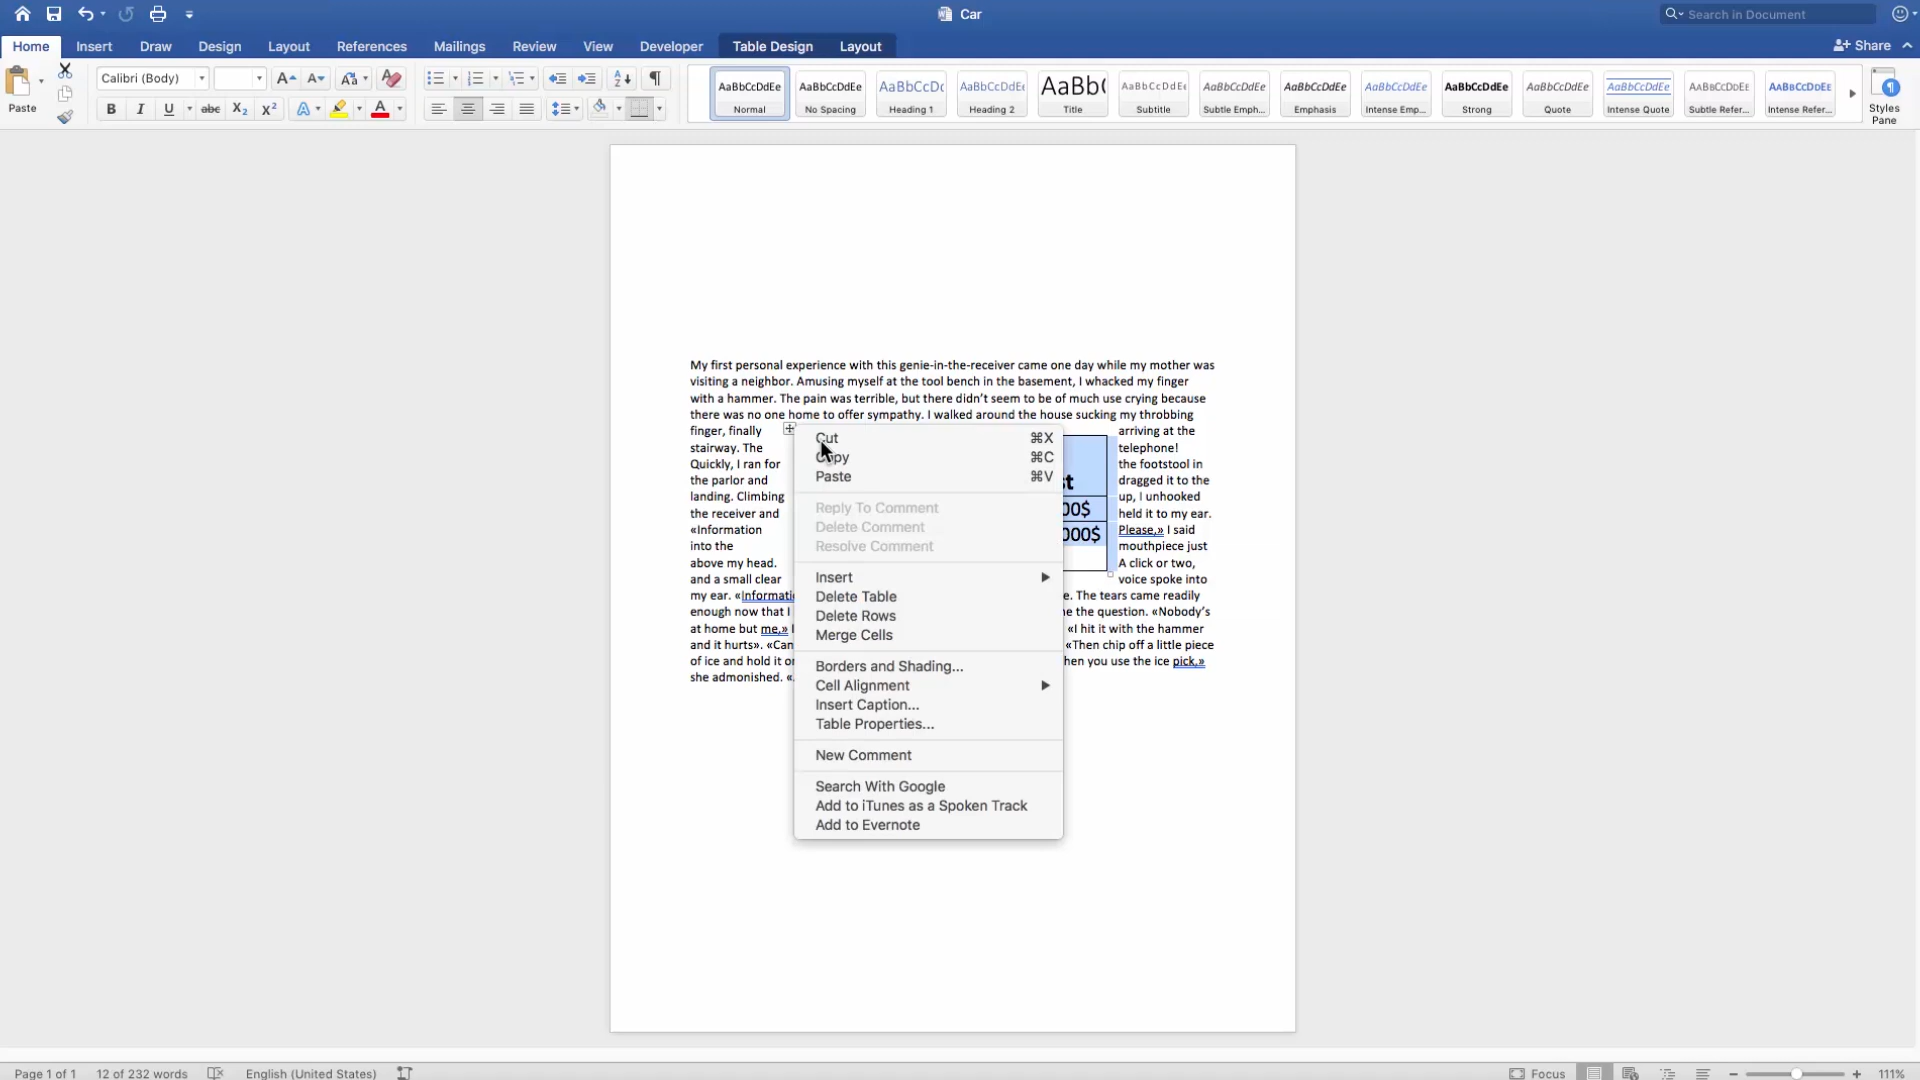 Car
Search in Document
Home Insert Draw Design Layout References Mailings Review View Developer Table Design Layout
Share
Paste
Calibri (Body)
AaBbCcDdEe AaBbCcDdEe AaBbCcDc AaBbCcDdEe AaBb( AaBbCcDdEe AaBbCcDdEe AaBbCcDdEe AaBbCcDdEe AaBbCcDdEe AaBbCcDdEe AaBbCcDdEe AaBbCcDdEe AaBbCcDdEe
Normal No Spacing Heading 1 Heading 2 Title Subtitle Subtle Emph... Emphasis Intense Emp... Strong Quote Intense Quote Subtle Refer... Intense Refer...
Styles
Pane
B I U abc X₂ X² A A
My first personal experience with this genie-in-the-receiver came one day while my mother was
visiting a neighbor. Amusing myself at the tool bench in the basement, I whacked my finger
with a hammer. The pain was terrible, but there didn't seem to be of much use crying because
there was no one home to offer sympathy. I walked around the house sucking my throbbing
finger, finally arriving at the
stairway. The telephone!
Quickly, I ran for the footstool in
the parlor and dragged it to the
landing. Climbing up, I unhooked
the receiver and held it to my ear.
«Information Please,» I said
into the mouthpiece just
above my head. A click or two,
and a small clear voice spoke into
my ear. «Informati e. The tears came readily
enough now that I ne the question. «Nobody's
at home but me,» «I hit it with the hammer
and it hurts». «Can «Then chip off a little piece
of ice and hold it o hen you use the ice pick,»
she admonished. «
st
00$
000$
Cut ⌘X
Copy ⌘C
Paste ⌘V
Reply To Comment
Delete Comment
Resolve Comment
Insert
Delete Table
Delete Rows
Merge Cells
Borders and Shading...
Cell Alignment
Insert Caption...
Table Properties...
New Comment
Search With Google
Add to iTunes as a Spoken Track
Add to Evernote
Page 1 of 1 12 of 232 words English (United States) Focus 111%